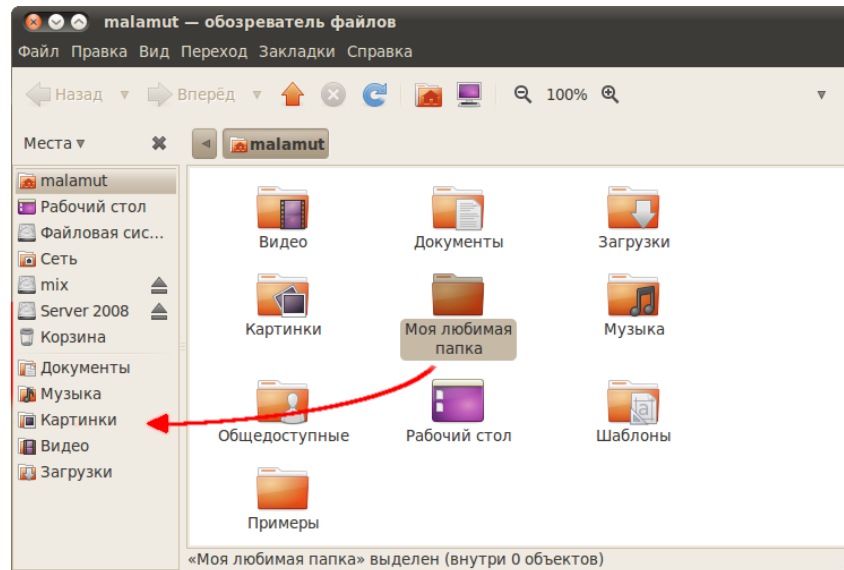 malamut — обозреватель файлов
Файл Правка Вид Переход Закладки Справка
Назад Вперёд 100%
Места malamut
malamut
Рабочий стол
Файловая сис...
Сеть
mix
Server 2008
Корзина
Документы
Музыка
Картинки
Видео
Загрузки
Видео Документы Загрузки
Картинки Моя любимая папка Музыка
Общедоступные Рабочий стол Шаблоны
Примеры
«Моя любимая папка» выделен (внутри 0 объектов)